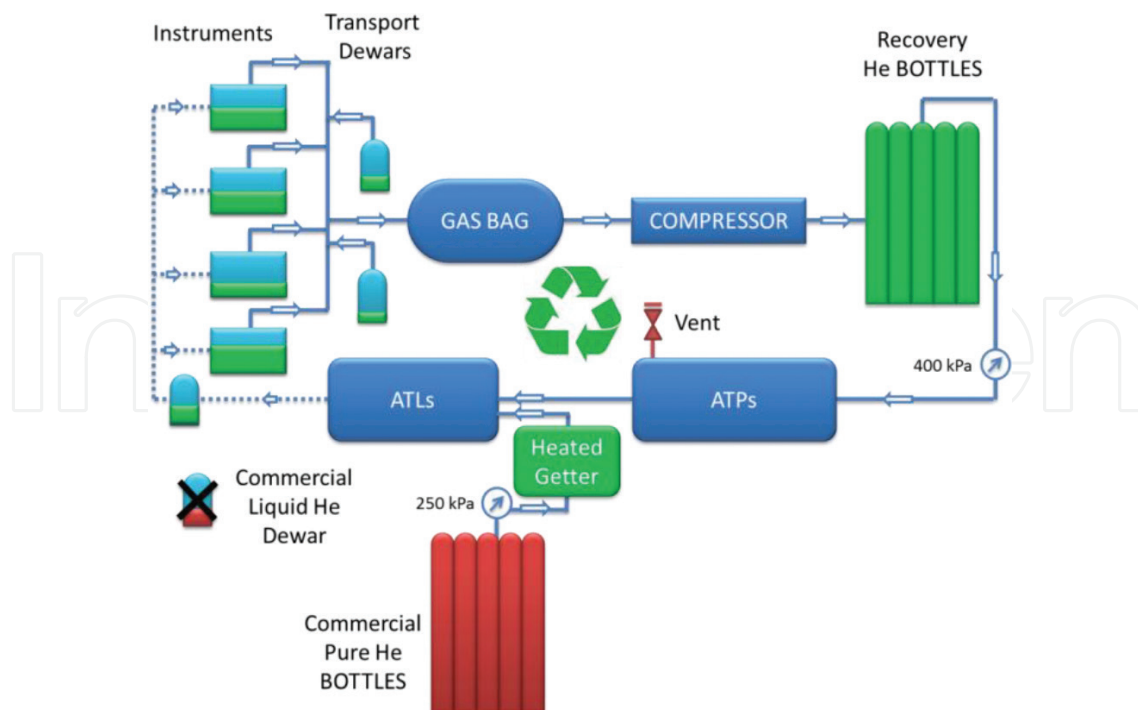 Instruments
Transport
Dewars
Recovery
He BOTTLES
GAS BAG
COMPRESSOR
Vent
400 kPa
ATLs
ATPs
Heated
Getter
250 kPa
Commercial
Liquid He
Dewar
Commercial
Pure He
BOTTLES